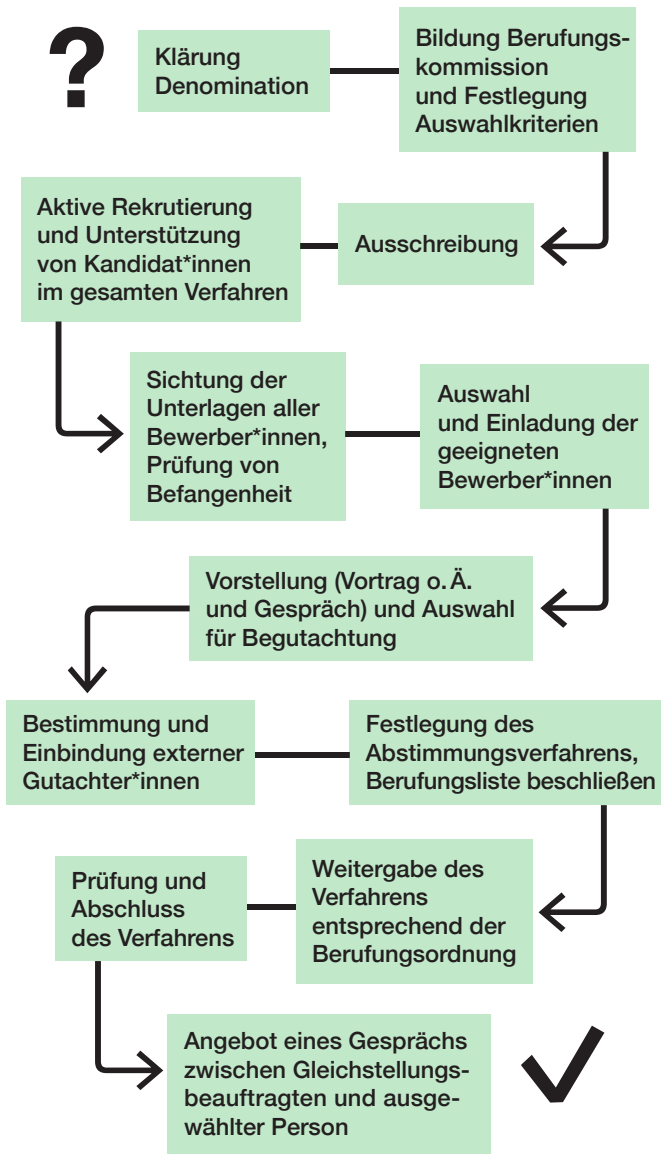 ?
Klärung
Denomination
Bildung Berufungs-
kommission
und Festlegung
Auswahlkriterien
Ausschreibung
Aktive Rekrutierung
und Unterstützung
von Kandidat*innen
im gesamten Verfahren
Sichtung der
Unterlagen aller
Bewerber*innen,
Prüfung von
Befangenheit
Auswahl
und Einladung der
geeigneten
Bewerber*innen
Vorstellung (Vortrag o. Ä.
und Gespräch) und Auswahl
für Begutachtung
Bestimmung und
Einbindung externer
Gutachter*innen
Festlegung des
Abstimmungsverfahrens,
Berufungsliste beschließen
Weitergabe des
Verfahrens
entsprechend der
Berufungsordnung
Prüfung und
Abschluss
des Verfahrens
Angebot eines Gesprächs
zwischen Gleichstellungs-
beauftragten und ausge-
wählter Person